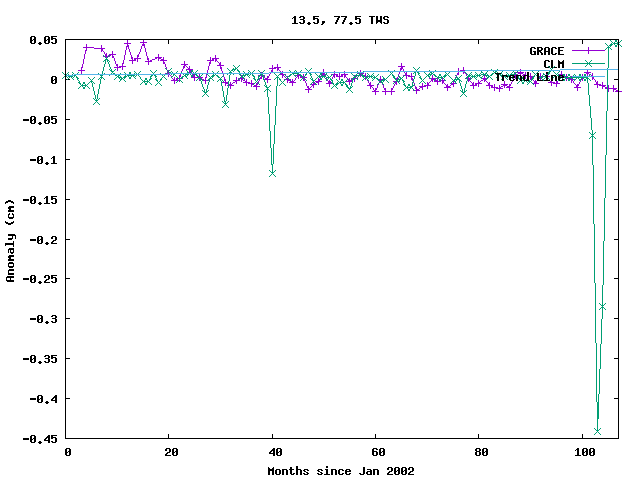 13.5, 77.5 TWS
GRACE
CLM
Trend Line
0.05
0
-0.05
-0.1
-0.15
-0.2
-0.25
-0.3
-0.35
-0.4
-0.45
Anomaly (cm)
0 20 40 60 80 100
Months since Jan 2002